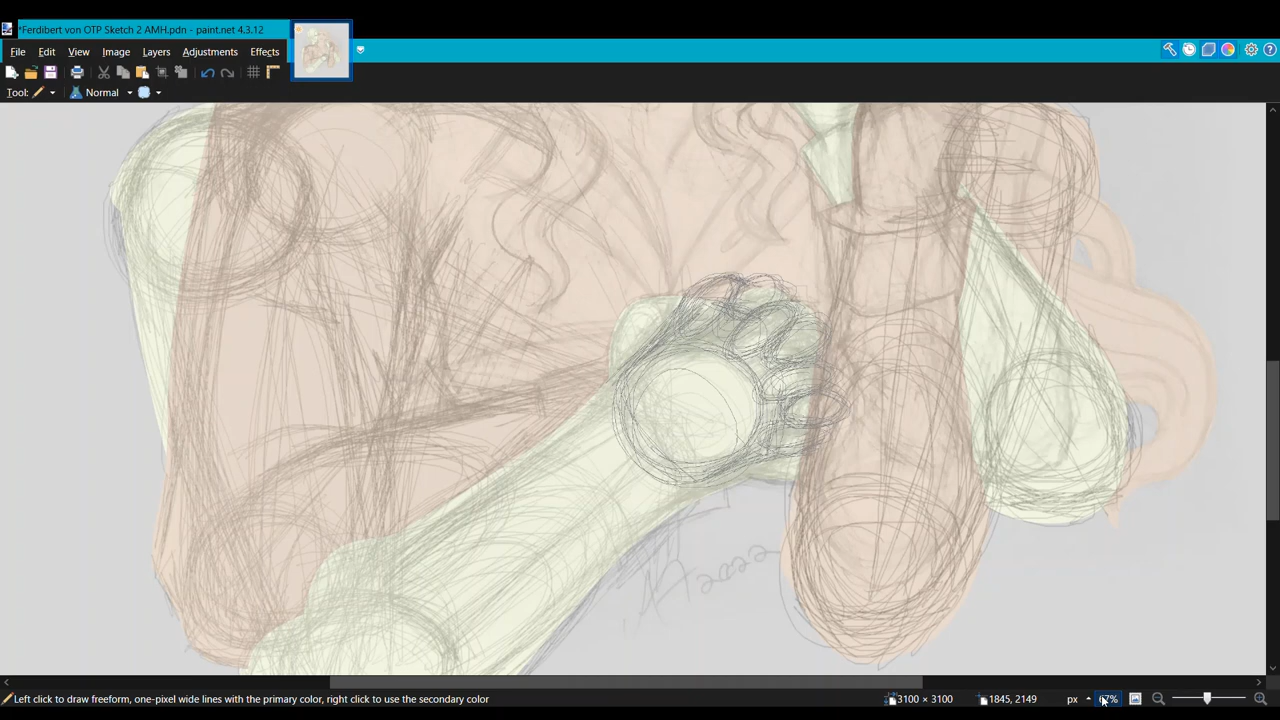 *Ferdibert von OTP Sketch 2 AMH.pdn - paint.net 4.3.12
File Edit View Image Layers Adjustments Effects
Tool: Normal
2022
Left click to draw freeform, one-pixel wide lines with the primary color, right click to use the secondary color
3100 × 3100
1845, 2149
px
67%